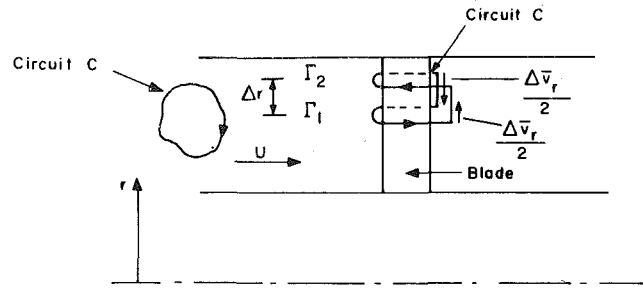 Circuit C
Circuit C
Γ2
Δr
Γ1
Δv̄r
2
Δv̄r
2
U
Blade
r